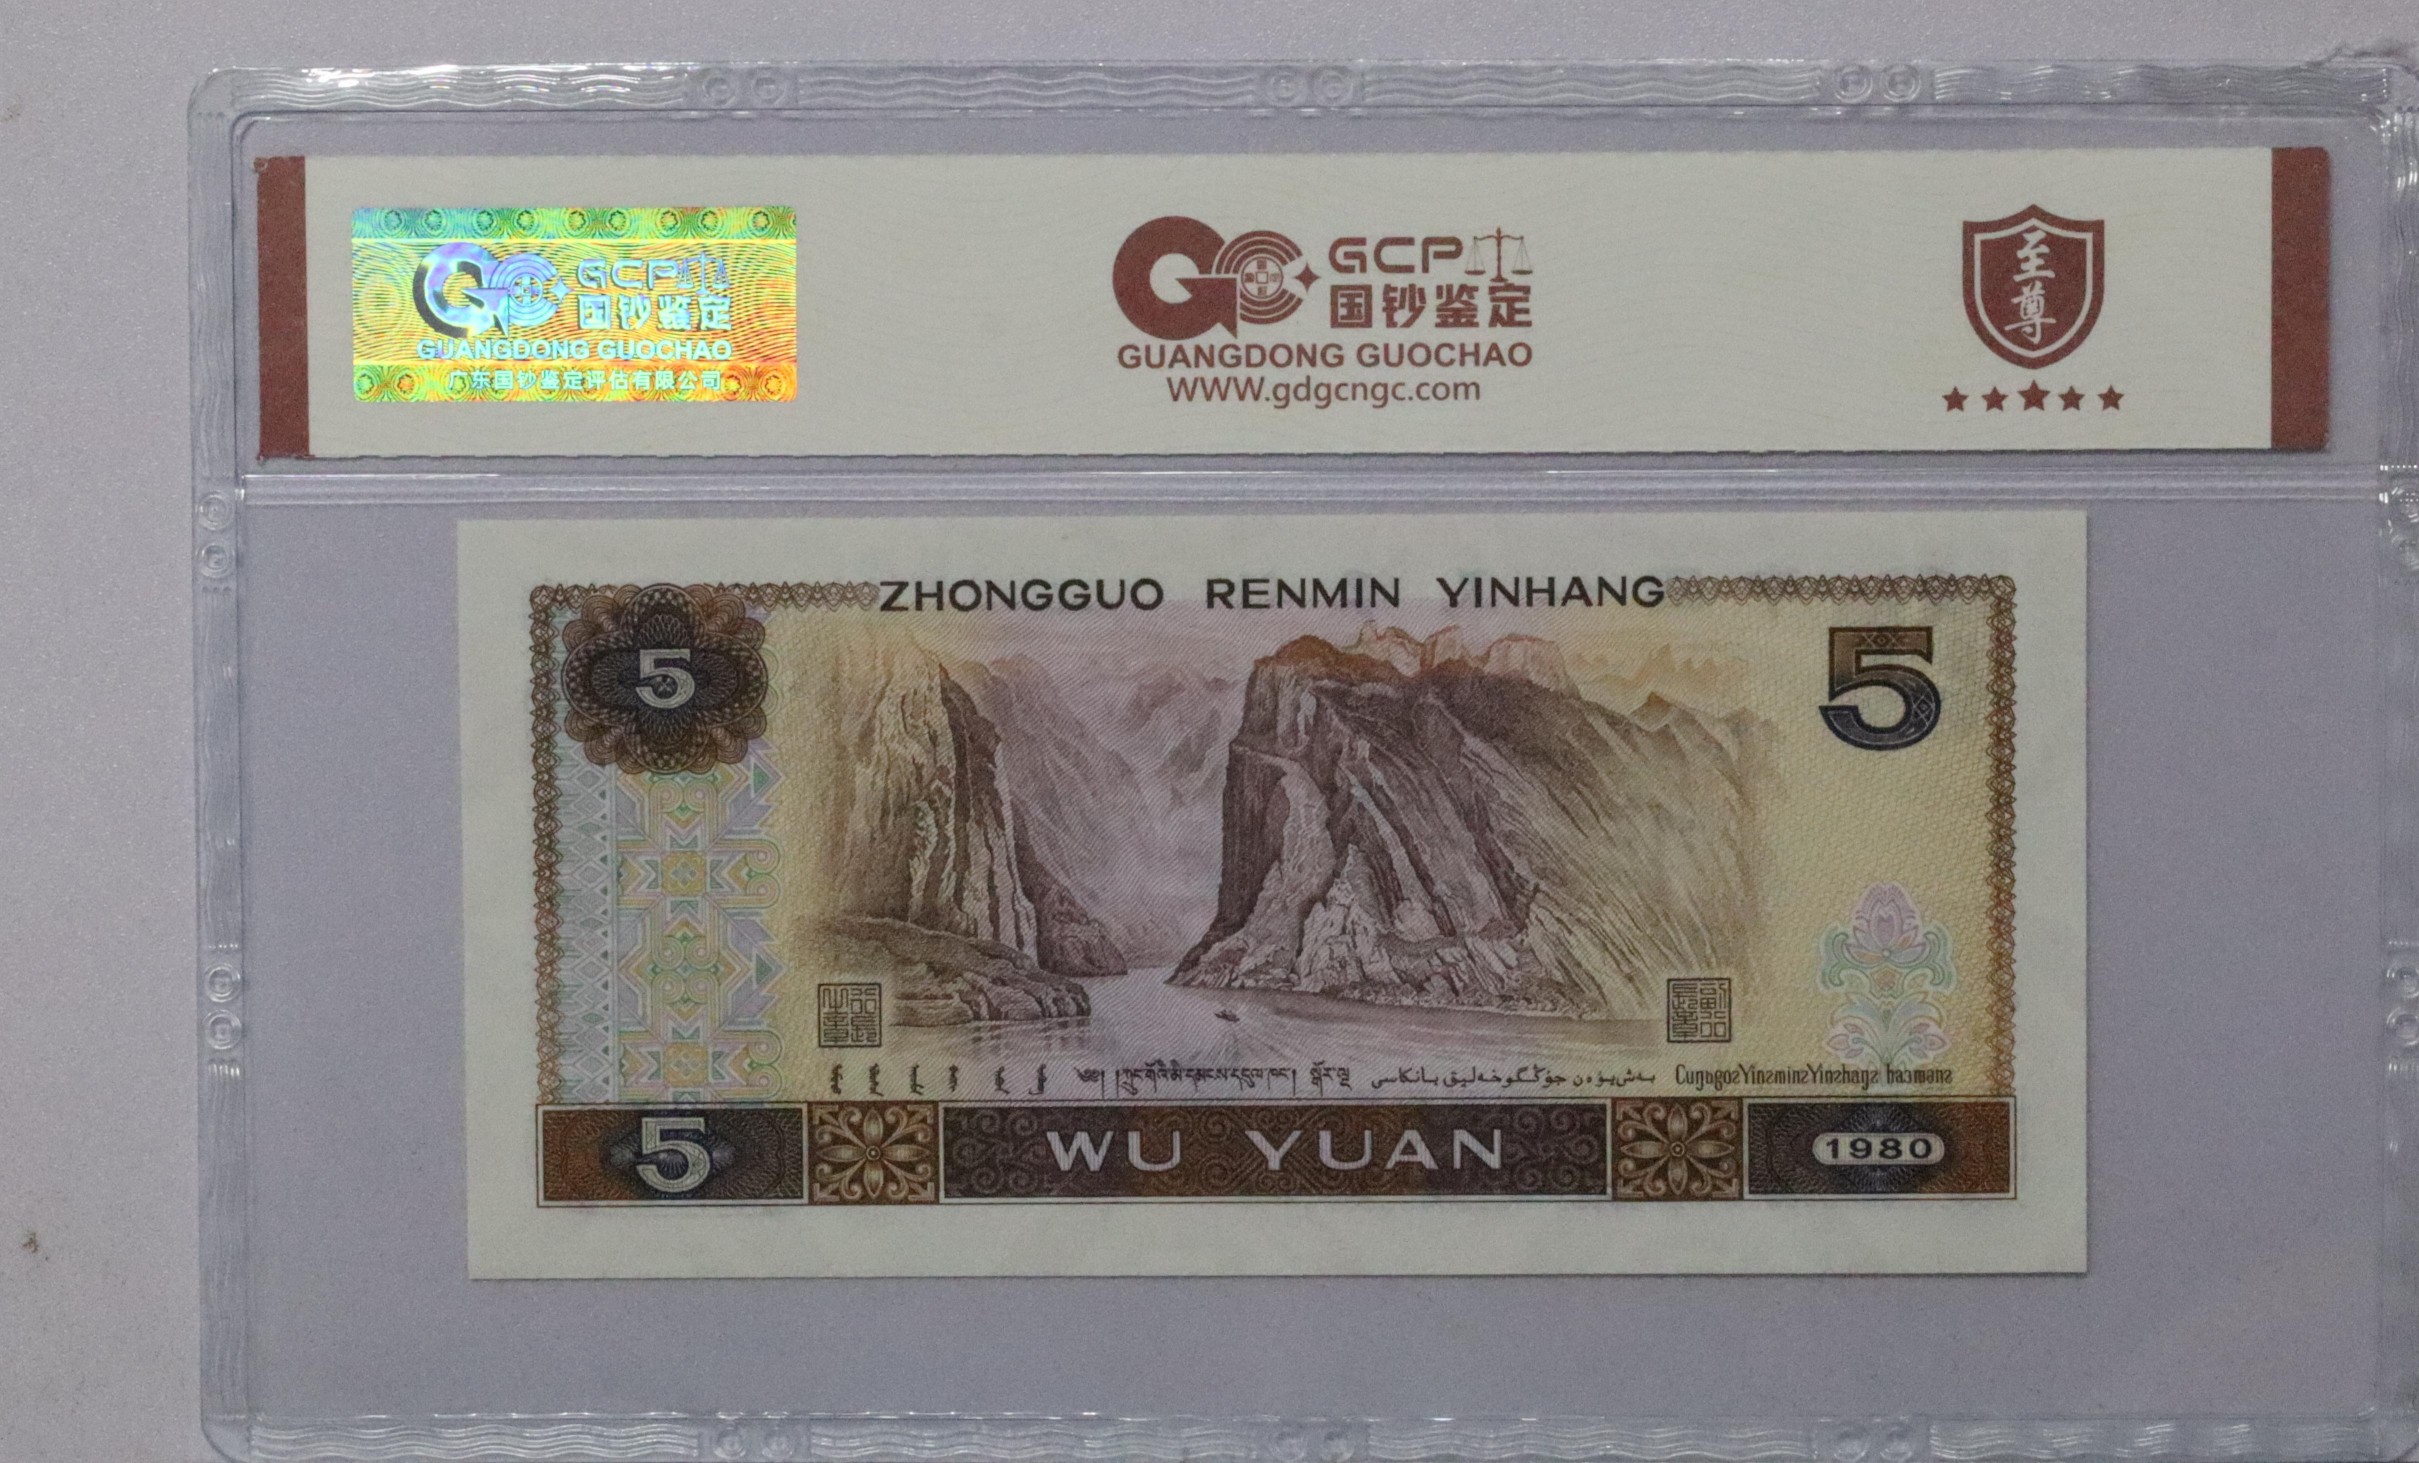 GCP
国钞鉴定
GUANGDONG GUOCHAO
广东国钞鉴定评估有限公司
GCP
国钞鉴定
GUANGDONG GUOCHAO
WWW.gdgcngc.com
至尊
ZHONGGUO RENMIN YINHANG
5
5
CuŋƅgozYinƨminƨYinƨhaŋƨ haɜmənƨ
5
WU YUAN
1980